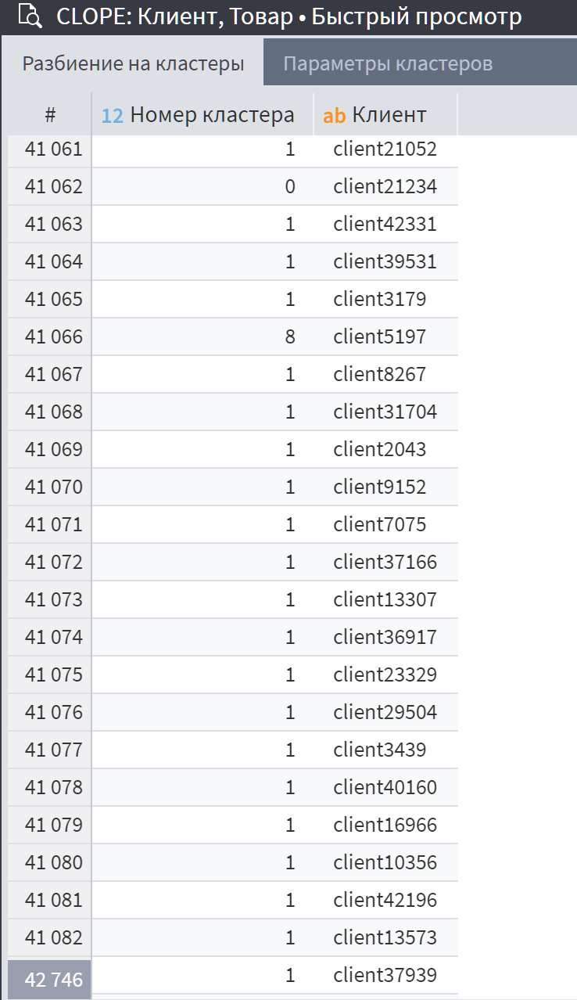 CLOPE: Клиент, Товар • Быстрый просмотр
Разбиение на кластеры Параметры кластеров
# 12 Номер кластера ab Клиент
41 061 1 client21052
41 062 0 client21234
41 063 1 client42331
41 064 1 client39531
41 065 1 client3179
41 066 8 client5197
41 067 1 client8267
41 068 1 client31704
41 069 1 client2043
41 070 1 client9152
41 071 1 client7075
41 072 1 client37166
41 073 1 client13307
41 074 1 client36917
41 075 1 client23329
41 076 1 client29504
41 077 1 client3439
41 078 1 client40160
41 079 1 client16966
41 080 1 client10356
41 081 1 client42196
41 082 1 client13573
42 746 1 client37939